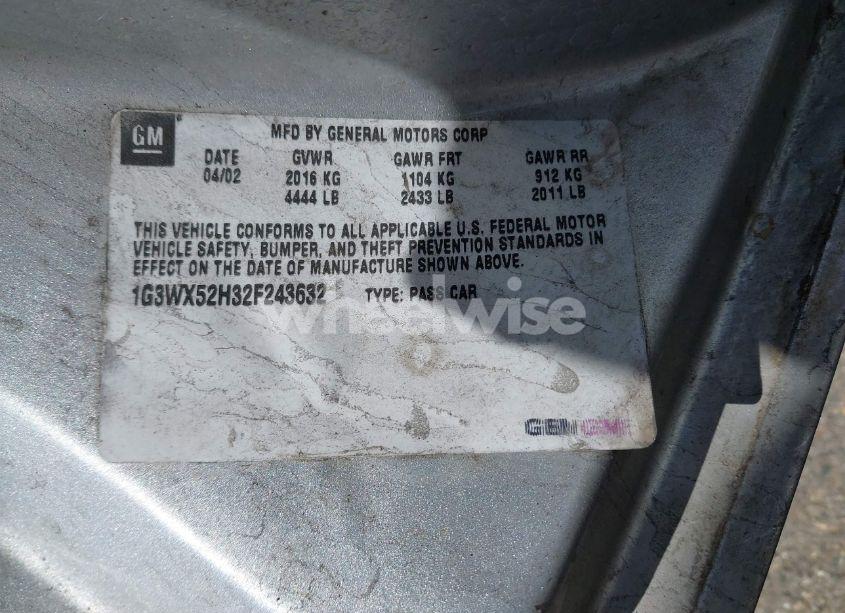 GM
MFD BY GENERAL MOTORS CORP
DATE GVWR GAWR FRT GAWR RR
04/02 2016 KG 1104 KG 912 KG
4444 LB 2433 LB 2011 LB
THIS VEHICLE CONFORMS TO ALL APPLICABLE U.S. FEDERAL MOTOR
VEHICLE SAFETY, BUMPER, AND THEFT PREVENTION STANDARDS IN
EFFECT ON THE DATE OF MANUFACTURE SHOWN ABOVE.
1G3WX52H32F243632 TYPE: PASS CAR
wheelwise